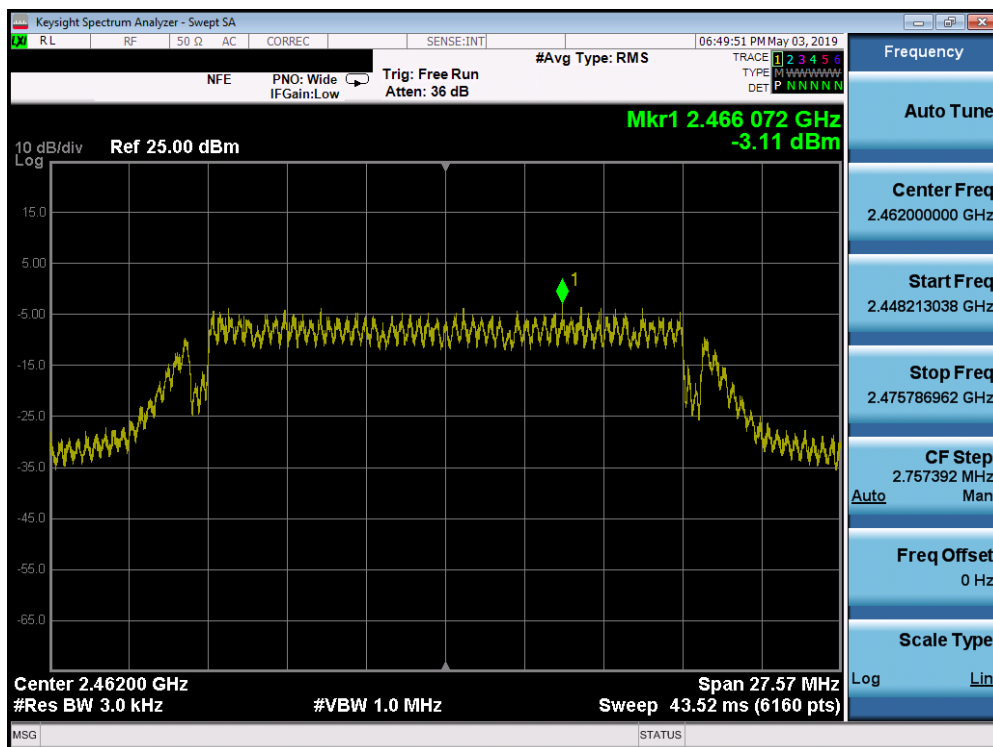 Keysight Spectrum Analyzer - Swept SA
LXI RL RF 50 Ω AC CORREC SENSE:INT 06:49:51 PM May 03, 2019
#Avg Type: RMS TRACE 1 2 3 4 5 6
NFE PNO: Wide Trig: Free Run TYPE M WWWWW
IFGain:Low Atten: 36 dB DET P N N N N N
Mkr1 2.466 072 GHz
-3.11 dBm
10 dB/div Ref 25.00 dBm
Log
1
15.0
5.00
-5.00
-15.0
-25.0
-35.0
-45.0
-55.0
-65.0
Center 2.46200 GHz Span 27.57 MHz
#Res BW 3.0 kHz #VBW 1.0 MHz Sweep 43.52 ms (6160 pts)
MSG STATUS
Frequency
Auto Tune
Center Freq
2.462000000 GHz
Start Freq
2.448213038 GHz
Stop Freq
2.475786962 GHz
CF Step
2.757392 MHz
Auto Man
Freq Offset
0 Hz
Scale Type
Log Lin